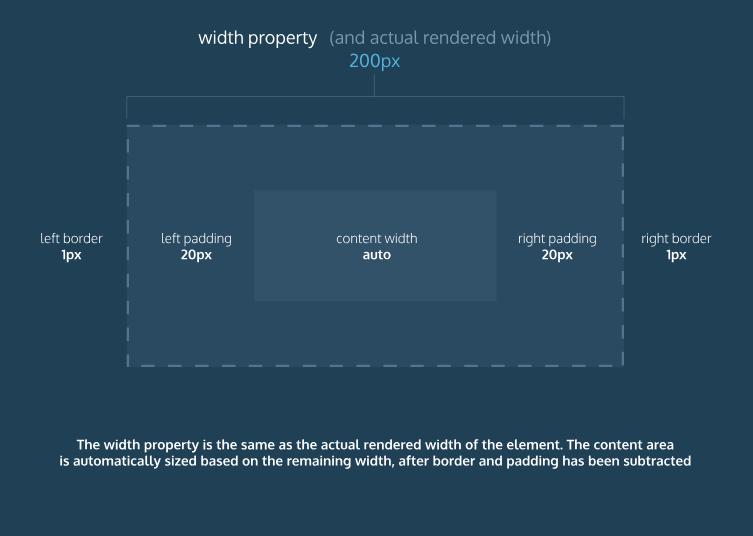 width property (and actual rendered width)
200px
left border
1px
left padding
20px
content width
auto
right padding
20px
right border
1px
The width property is the same as the actual rendered width of the element. The content area
is automatically sized based on the remaining width, after border and padding has been subtracted